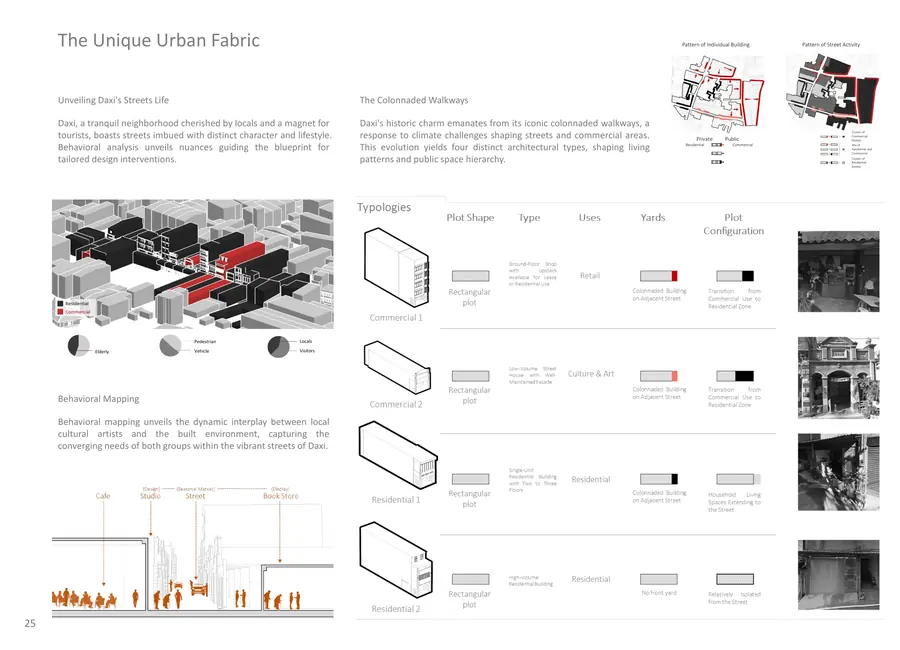 The Unique Urban Fabric
Pattern of Individual Building
Pattern of Street Activity
Unveiling Daxi's Streets Life
Daxi, a tranquil neighborhood cherished by locals and a magnet for
tourists, boasts streets imbued with distinct character and lifestyle.
Behavioral analysis unveils nuances guiding the blueprint for
tailored design interventions.
The Colonnaded Walkways
Daxi's historic charm emanates from its iconic colonnaded walkways, a
response to climate challenges shaping streets and commercial areas.
This evolution yields four distinct architectural types, shaping living
patterns and public space hierarchy.
Private
Public
Residential
Commercial
Residential
Commercial
Elderly
Pedestrian
Vehicle
Locals
Visitors
Behavioral Mapping
Behavioral mapping unveils the dynamic interplay between local
cultural artists and the built environment, capturing the
converging needs of both groups within the vibrant streets of Daxi.
(Design)
(Seasonal Market)
(Display)
Cafe
Studio
Street
Book Store
Typologies
Plot Shape
Type
Uses
Yards
Plot
Configuration
Commercial 1
Rectangular
plot
Ground-Floor Shop
with Upstairs
Available for Lease
or Residential Use
Retail
Colonnaded Building
on Adjacent Street
Transition from
Commercial Use to
Residential Zone
Commercial 2
Rectangular
plot
Low-Volume Street
House with Well-
Maintained Facade
Culture & Art
Colonnaded Building
on Adjacent Street
Transition from
Commercial Use to
Residential Zone
Residential 1
Rectangular
plot
Single-Unit
Residential Building
with Two to Three
Floors
Residential
Colonnaded Building
on Adjacent Street
Household Living
Spaces Extending to
the Street
Residential 2
Rectangular
plot
High-Volume
Residential Building
Residential
No front yard
Relatively Isolated
from the Street
25